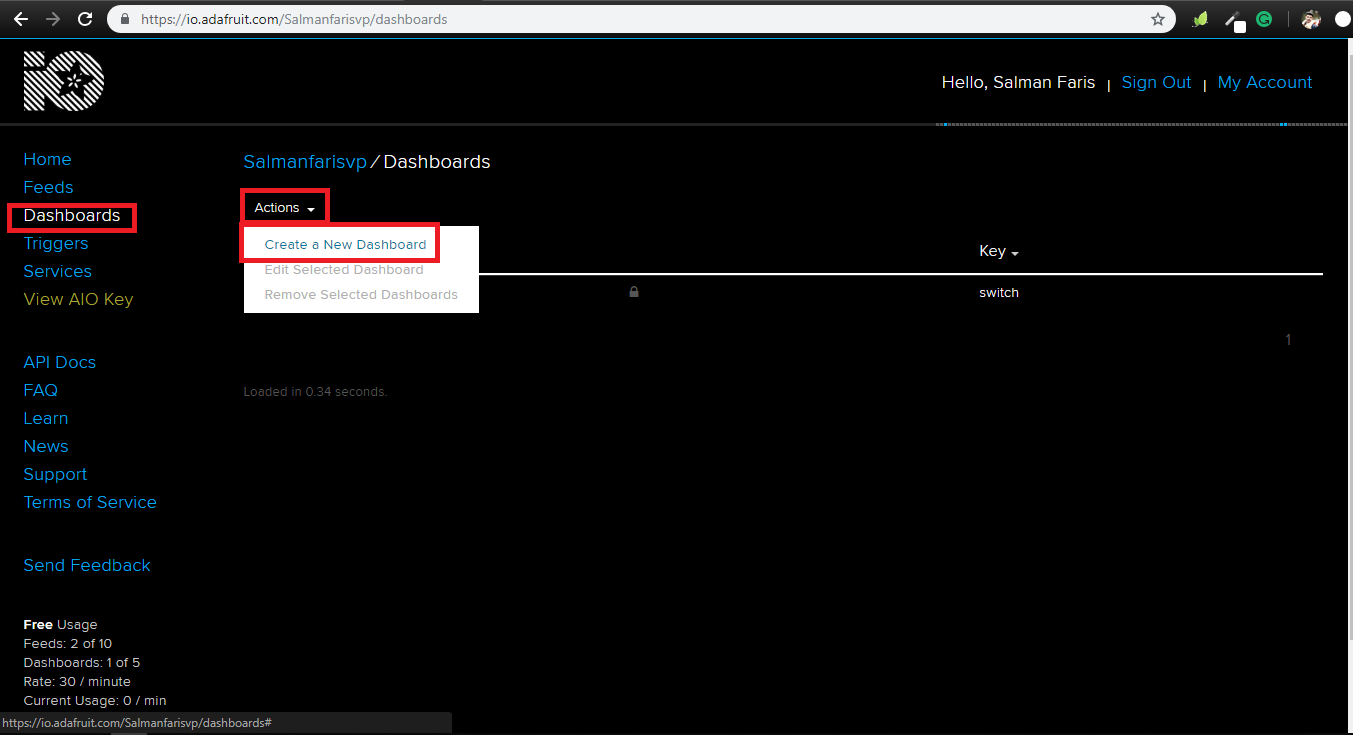 https://io.adafruit.com/Salmanfarisvp/dashboards
Hello, Salman Faris | Sign Out | My Account
Home
Feeds
Dashboards
Triggers
Services
View AIO Key
API Docs
FAQ
Learn
News
Support
Terms of Service
Send Feedback
Free Usage
Feeds: 2 of 10
Dashboards: 1 of 5
Rate: 30 / minute
Current Usage: 0 / min
Salmanfarisvp / Dashboards
Actions
Create a New Dashboard
Edit Selected Dashboard
Remove Selected Dashboards
Key
switch
1
Loaded in 0.34 seconds.
https://io.adafruit.com/Salmanfarisvp/dashboards#